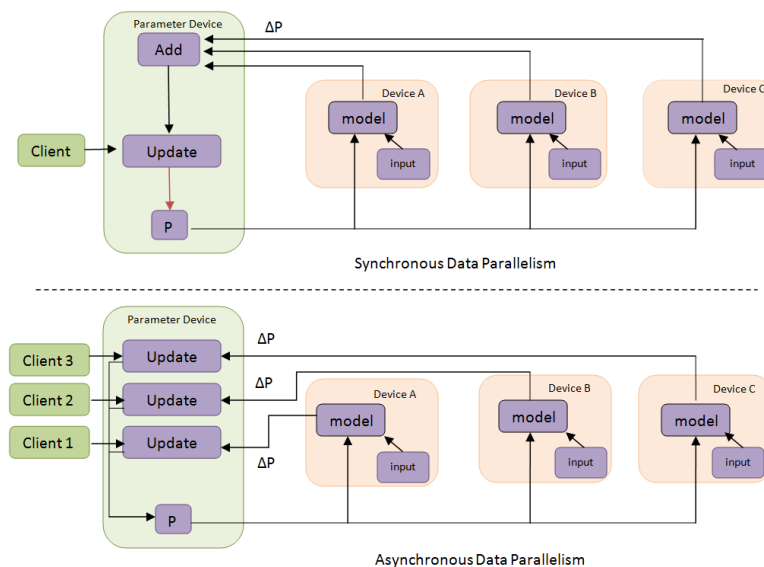 Parameter Device
ΔP
Add
Device A
Device B
Device C
model
model
model
Client
Update
input
input
input
P
Synchronous Data Parallelism
Parameter Device
Client 3
Update
ΔP
Client 2
Update
ΔP
Device A
Device B
Device C
Client 1
Update
model
model
model
ΔP
input
input
input
P
Asynchronous Data Parallelism